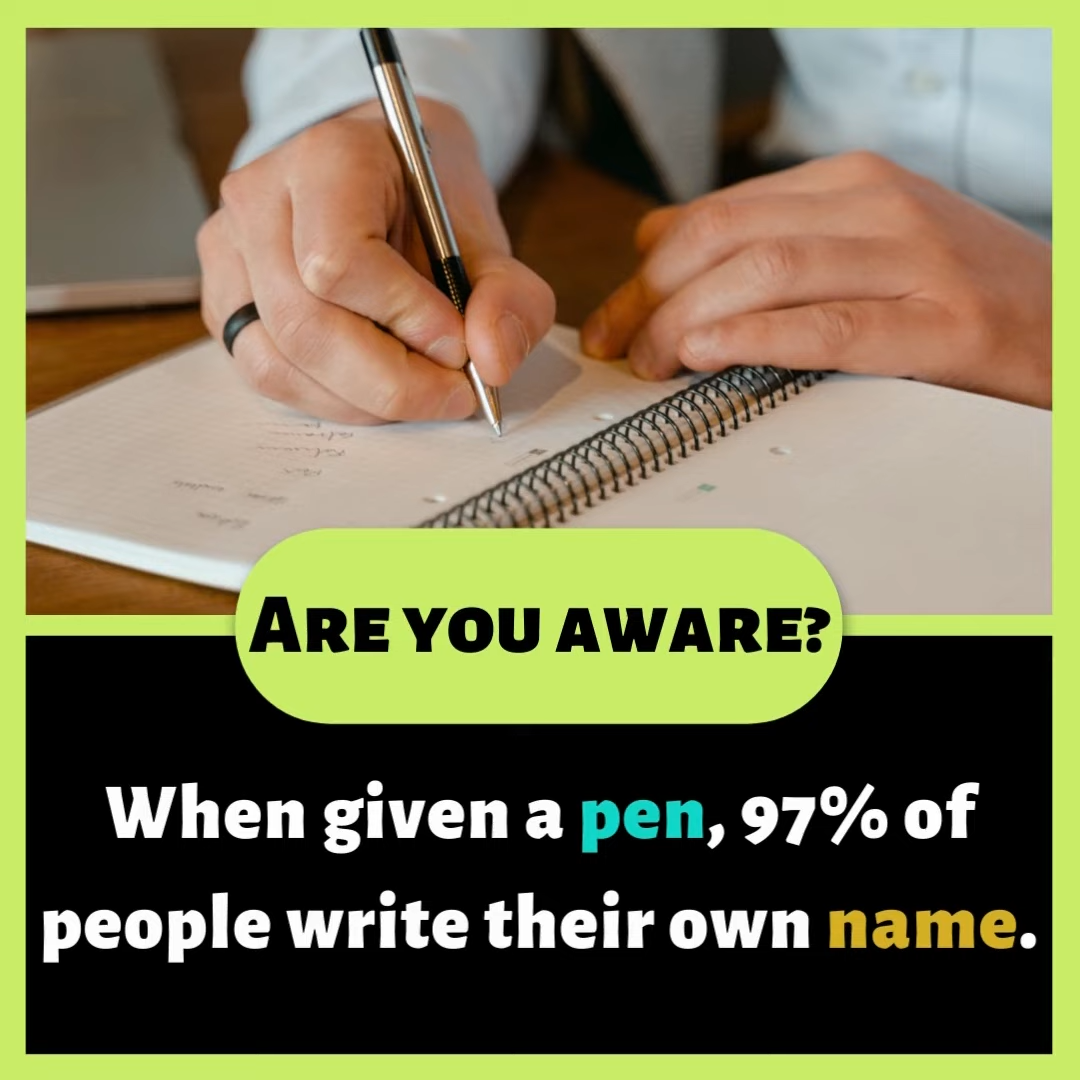 Are you aware?
When given a pen, 97% of
people write their own name.